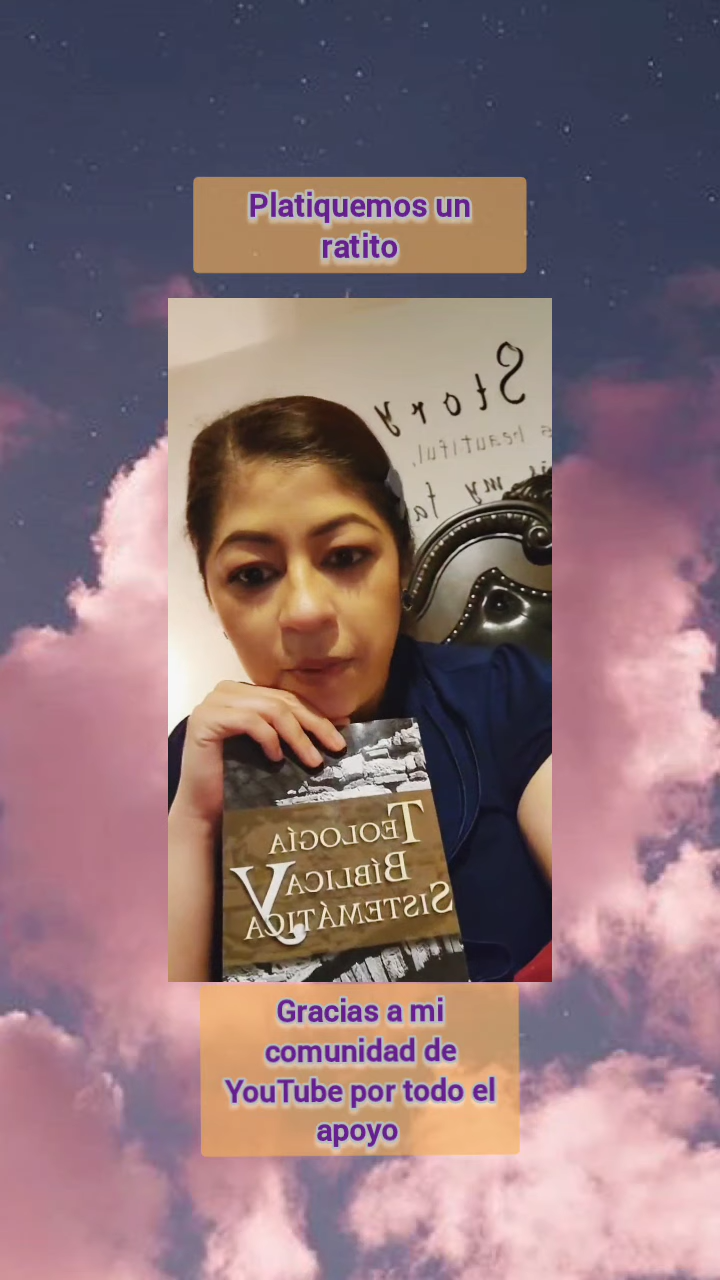 Platiquemos un
ratito
Story
beautiful,
my
TEOLOGÍA
BÍBLICA Y
SISTEMÁTICA
Gracias a mi
comunidad de
YouTube por todo el
apoyo